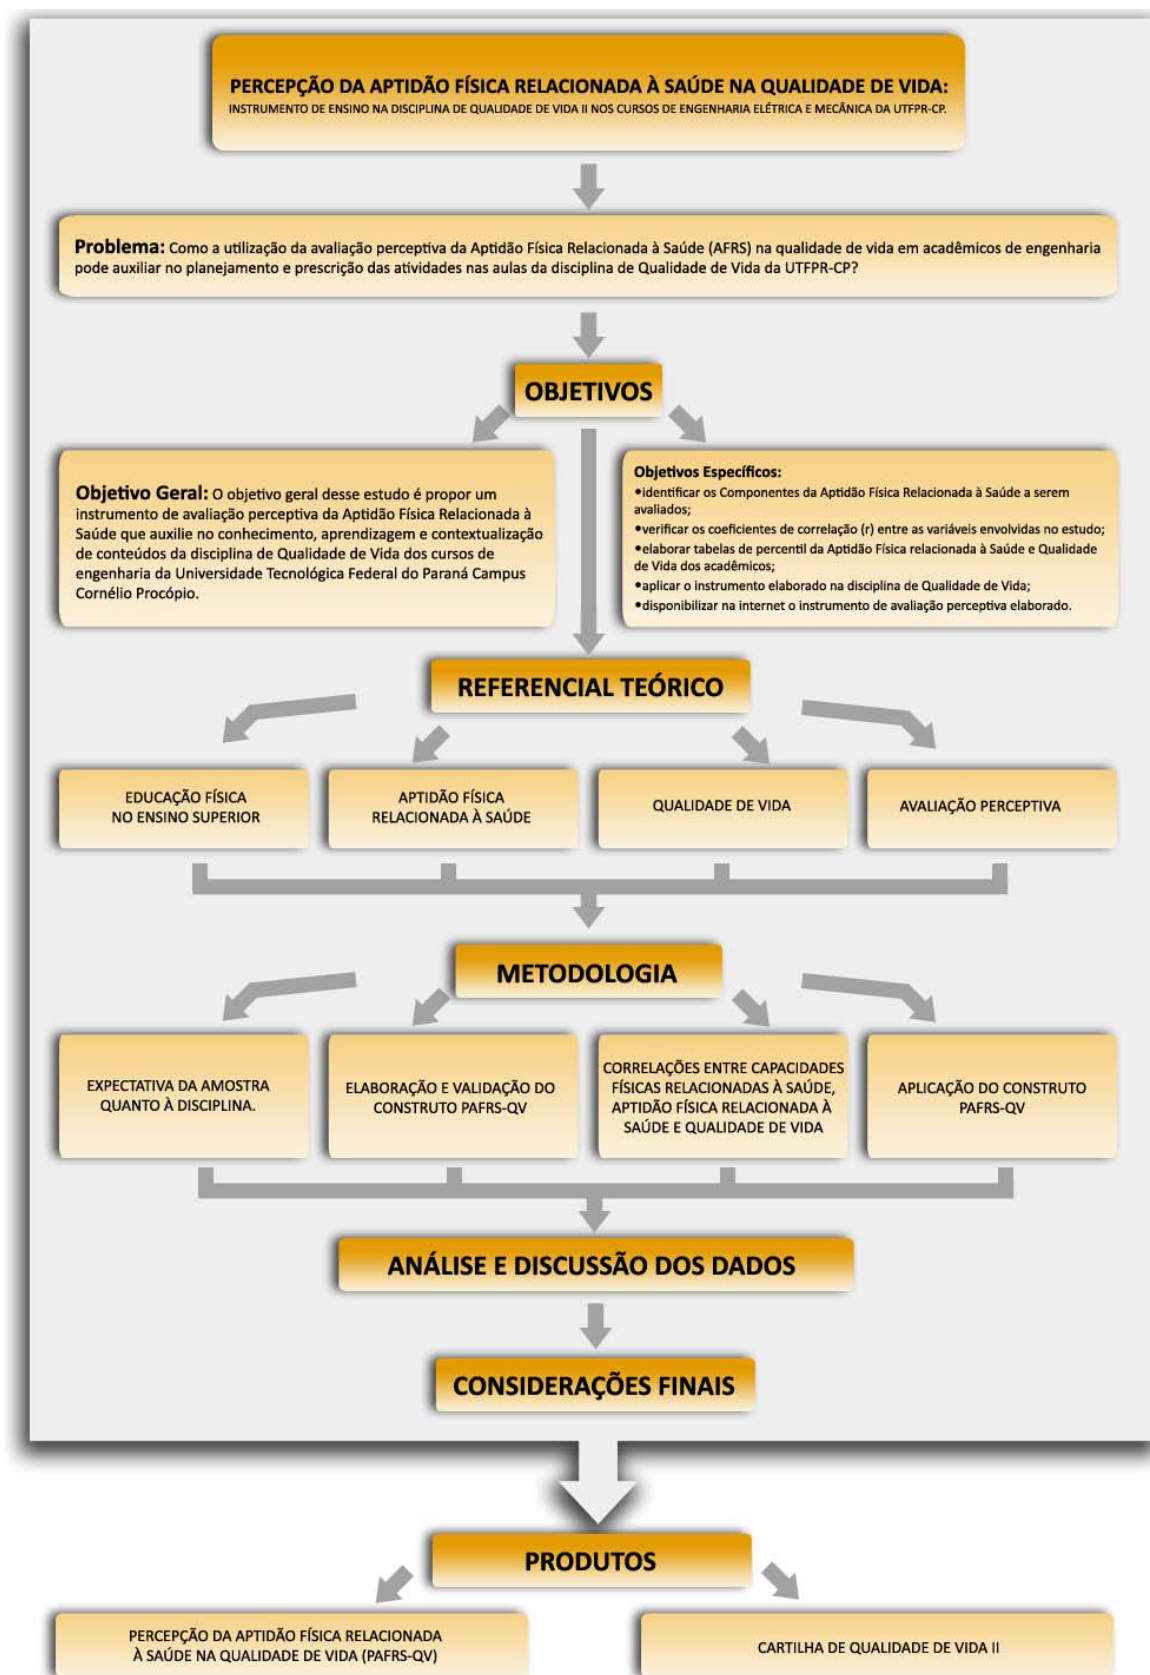 PERCEPÇÃO DA APTIDÃO FÍSICA RELACIONADA À SAÚDE NA QUALIDADE DE VIDA:
INSTRUMENTO DE ENSINO NA DISCIPLINA DE QUALIDADE DE VIDA II NOS CURSOS DE ENGENHARIA ELÉTRICA E MECÂNICA DA UTFPR-CP.
Problema: Como a utilização da avaliação perceptiva da Aptidão Física Relacionada à Saúde (AFRS) na qualidade de vida em acadêmicos de engenharia
pode auxiliar no planejamento e prescrição das atividades nas aulas da disciplina de Qualidade de Vida da UTFPR-CP?
OBJETIVOS
Objetivo Geral: O objetivo geral desse estudo é propor um
instrumento de avaliação perceptiva da Aptidão Física Relacionada à
Saúde que auxilie no conhecimento, aprendizagem e contextualização
de conteúdos da disciplina de Qualidade de Vida dos cursos de
engenharia da Universidade Tecnológica Federal do Paraná Campus
Cornélio Procópio.
Objetivos Específicos:
•identificar os Componentes da Aptidão Física Relacionada à Saúde a serem
avaliados;
•verificar os coeficientes de correlação (r) entre as variáveis envolvidas no estudo;
•elaborar tabelas de percentil da Aptidão Física relacionada à Saúde e Qualidade
de Vida dos acadêmicos;
•aplicar o instrumento elaborado na disciplina de Qualidade de Vida;
•disponibilizar na internet o instrumento de avaliação perceptiva elaborado.
REFERENCIAL TEÓRICO
EDUCAÇÃO FÍSICA
NO ENSINO SUPERIOR
APTIDÃO FÍSICA
RELACIONADA À SAÚDE
QUALIDADE DE VIDA
AVALIAÇÃO PERCEPTIVA
METODOLOGIA
EXPECTATIVA DA AMOSTRA
QUANTO À DISCIPLINA.
ELABORAÇÃO E VALIDAÇÃO DO
CONSTRUTO PAFRS-QV
CORRELAÇÕES ENTRE CAPACIDADES
FÍSICAS RELACIONADAS À SAÚDE,
APTIDÃO FÍSICA RELACIONADA À
SAÚDE E QUALIDADE DE VIDA
APLICAÇÃO DO CONSTRUTO
PAFRS-QV
ANÁLISE E DISCUSSÃO DOS DADOS
CONSIDERAÇÕES FINAIS
PRODUTOS
PERCEPÇÃO DA APTIDÃO FÍSICA RELACIONADA
À SAÚDE NA QUALIDADE DE VIDA (PAFRS-QV)
CARTILHA DE QUALIDADE DE VIDA II